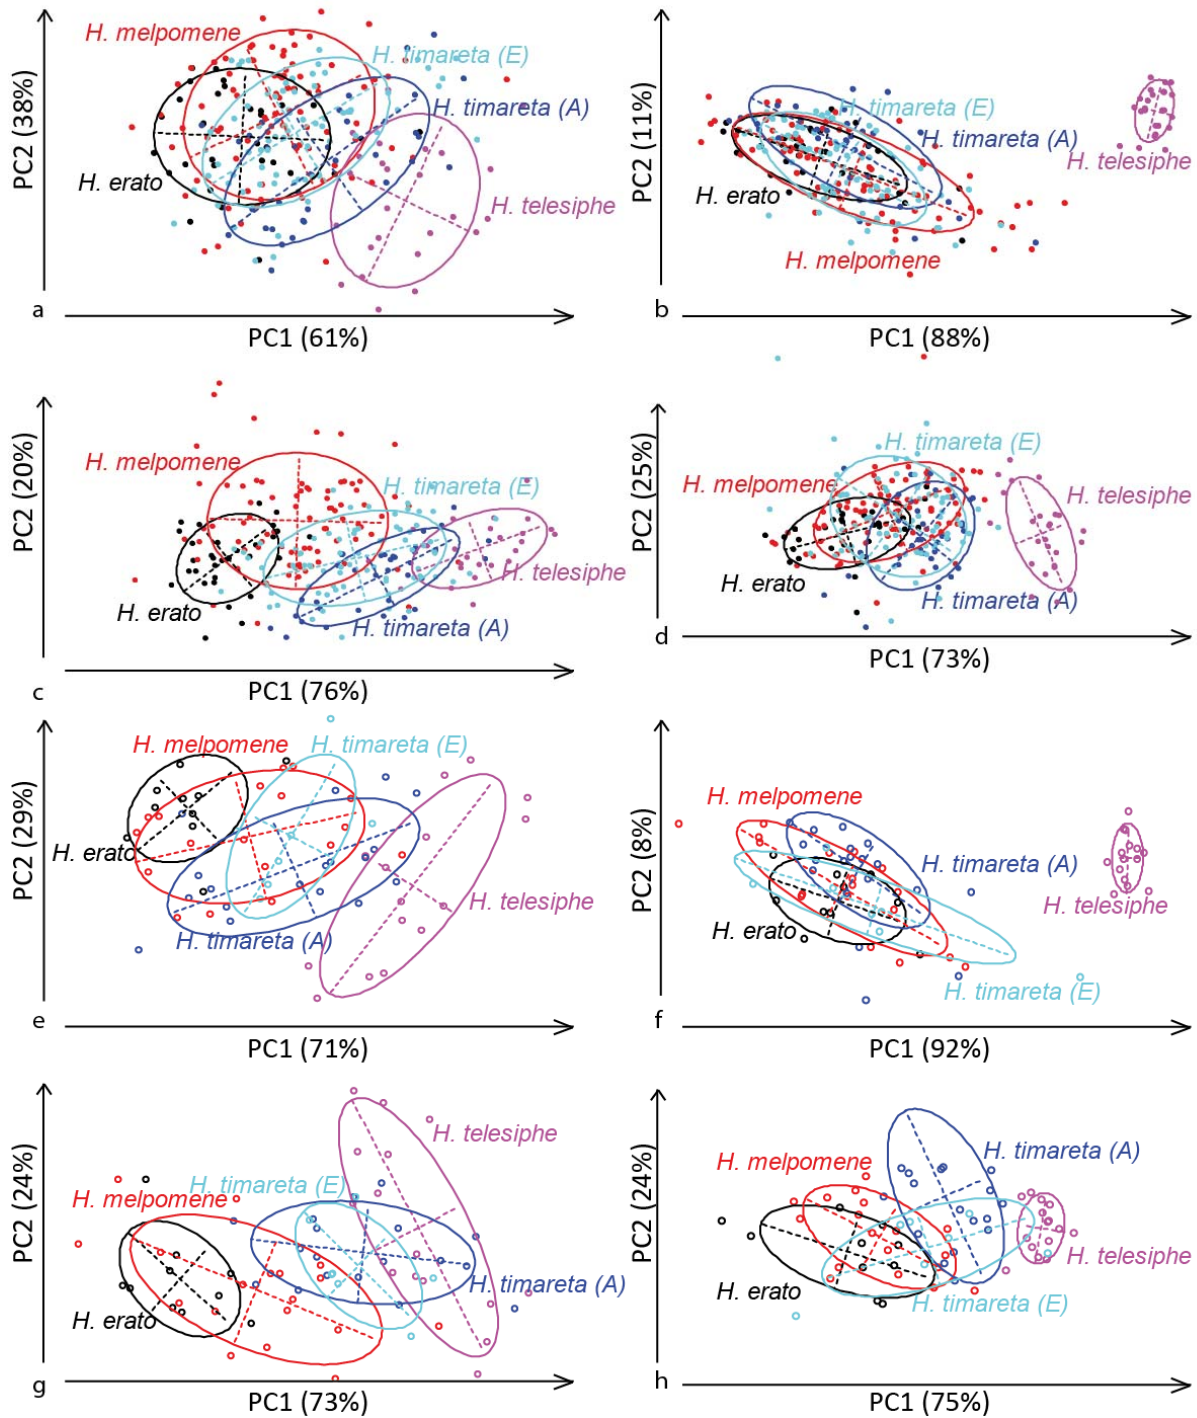 H. melpomene
H. timareta (E)
H. timareta (A)
H. erato
H. telesiphe
PC2 (38%)
a
PC1 (61%)
H. timareta (E)
H. timareta (A)
H. telesiphe
H. erato
H. melpomene
PC2 (11%)
b
PC1 (88%)
H. melpomene
H. timareta (E)
H. telesiphe
H. erato
H. timareta (A)
PC2 (20%)
c
PC1 (76%)
H. timareta (E)
H. melpomene
H. telesiphe
H. erato
H. timareta (A)
PC2 (25%)
d
PC1 (73%)
H. melpomene
H. timareta (E)
H. erato
H. telesiphe
H. timareta (A)
PC2 (29%)
e
PC1 (71%)
H. melpomene
H. timareta (A)
H. telesiphe
H. erato
H. timareta (E)
PC2 (8%)
f
PC1 (92%)
H. telesiphe
H. timareta (E)
H. melpomene
H. timareta (A)
H. erato
PC2 (24%)
g
PC1 (73%)
H. timareta (A)
H. melpomene
H. telesiphe
H. erato
H. timareta (E)
PC2 (24%)
h
PC1 (75%)